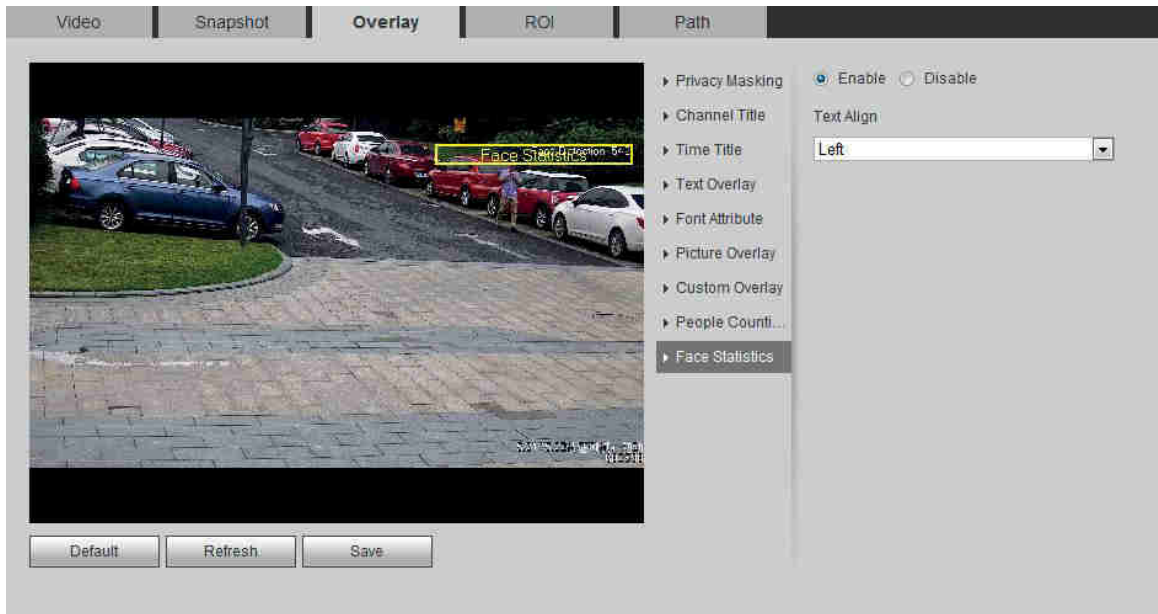 Video Snapshot Overlay ROI Path
Privacy Masking
Channel Title
Time Title
Text Overlay
Font Attribute
Picture Overlay
Custom Overlay
People Counti...
Face Statistics
Enable Disable
Text Align
Left
Face Statistics
Default Refresh Save